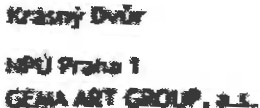 Krásný Dvůr
NPÚ Praha 1
GEMA ART GROUP a.s.